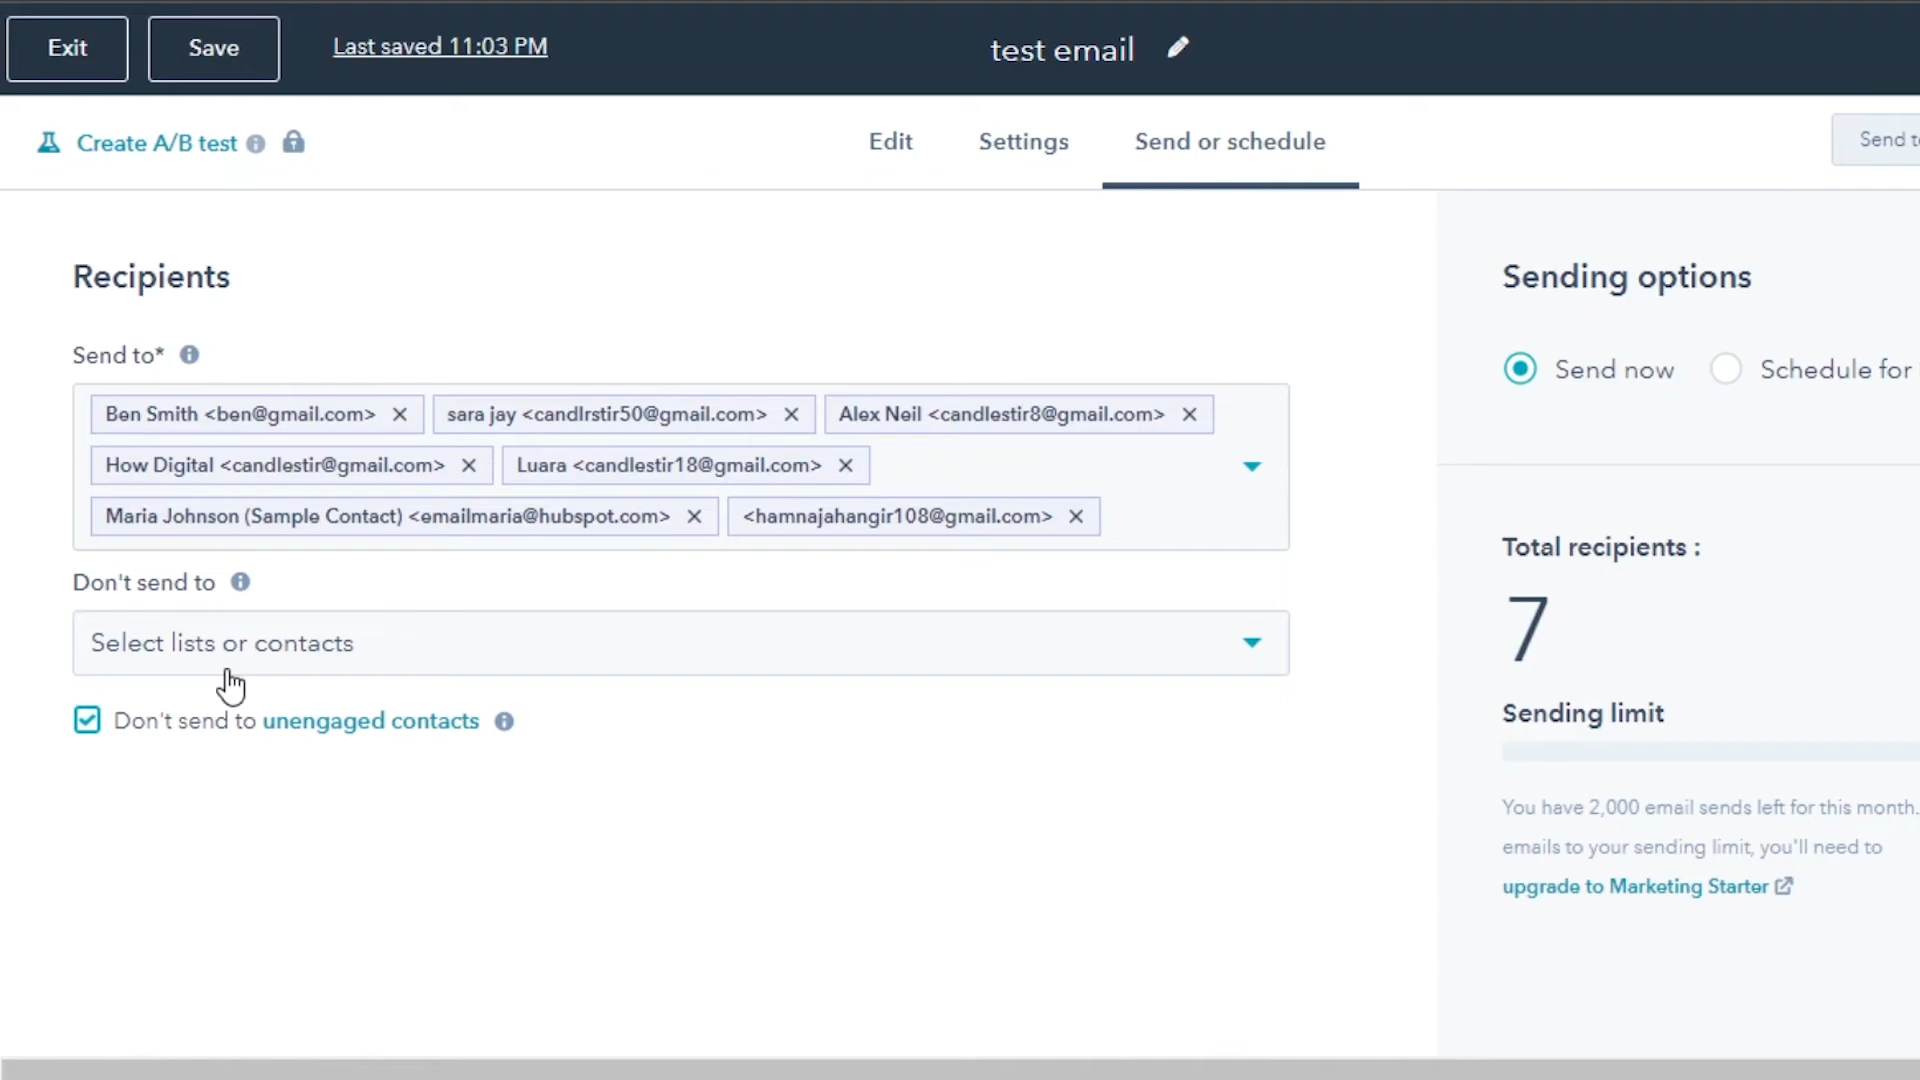 Exit Save Last saved 11:03 PM test email
Create A/B test Edit Settings Send or schedule Send
Recipients
Send to*
Ben Smith <ben@gmail.com> sara jay <candlrstir50@gmail.com> Alex Neil <candlestir8@gmail.com>
How Digital <candlestir@gmail.com> Luara <candlestir18@gmail.com>
Maria Johnson (Sample Contact) <emailmaria@hubspot.com> <hamnajahangir108@gmail.com>
Don't send to
Select lists or contacts
Don't send to unengaged contacts
Sending options
Send now Schedule for
Total recipients :
7
Sending limit
You have 2,000 email sends left for this month.
emails to your sending limit, you'll need to
upgrade to Marketing Starter